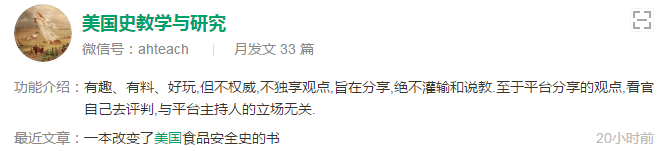 美国史教学与研究
微信号：ahteach 月发文 33 篇
功能介绍：有趣、有料、好玩,但不权威,不独享观点,旨在分享,绝不灌输和说教.至于平台分享的观点,看官
自己去评判,与平台主持人的立场无关.
最近文章：一本改变了美国食品安全史的书 20小时前